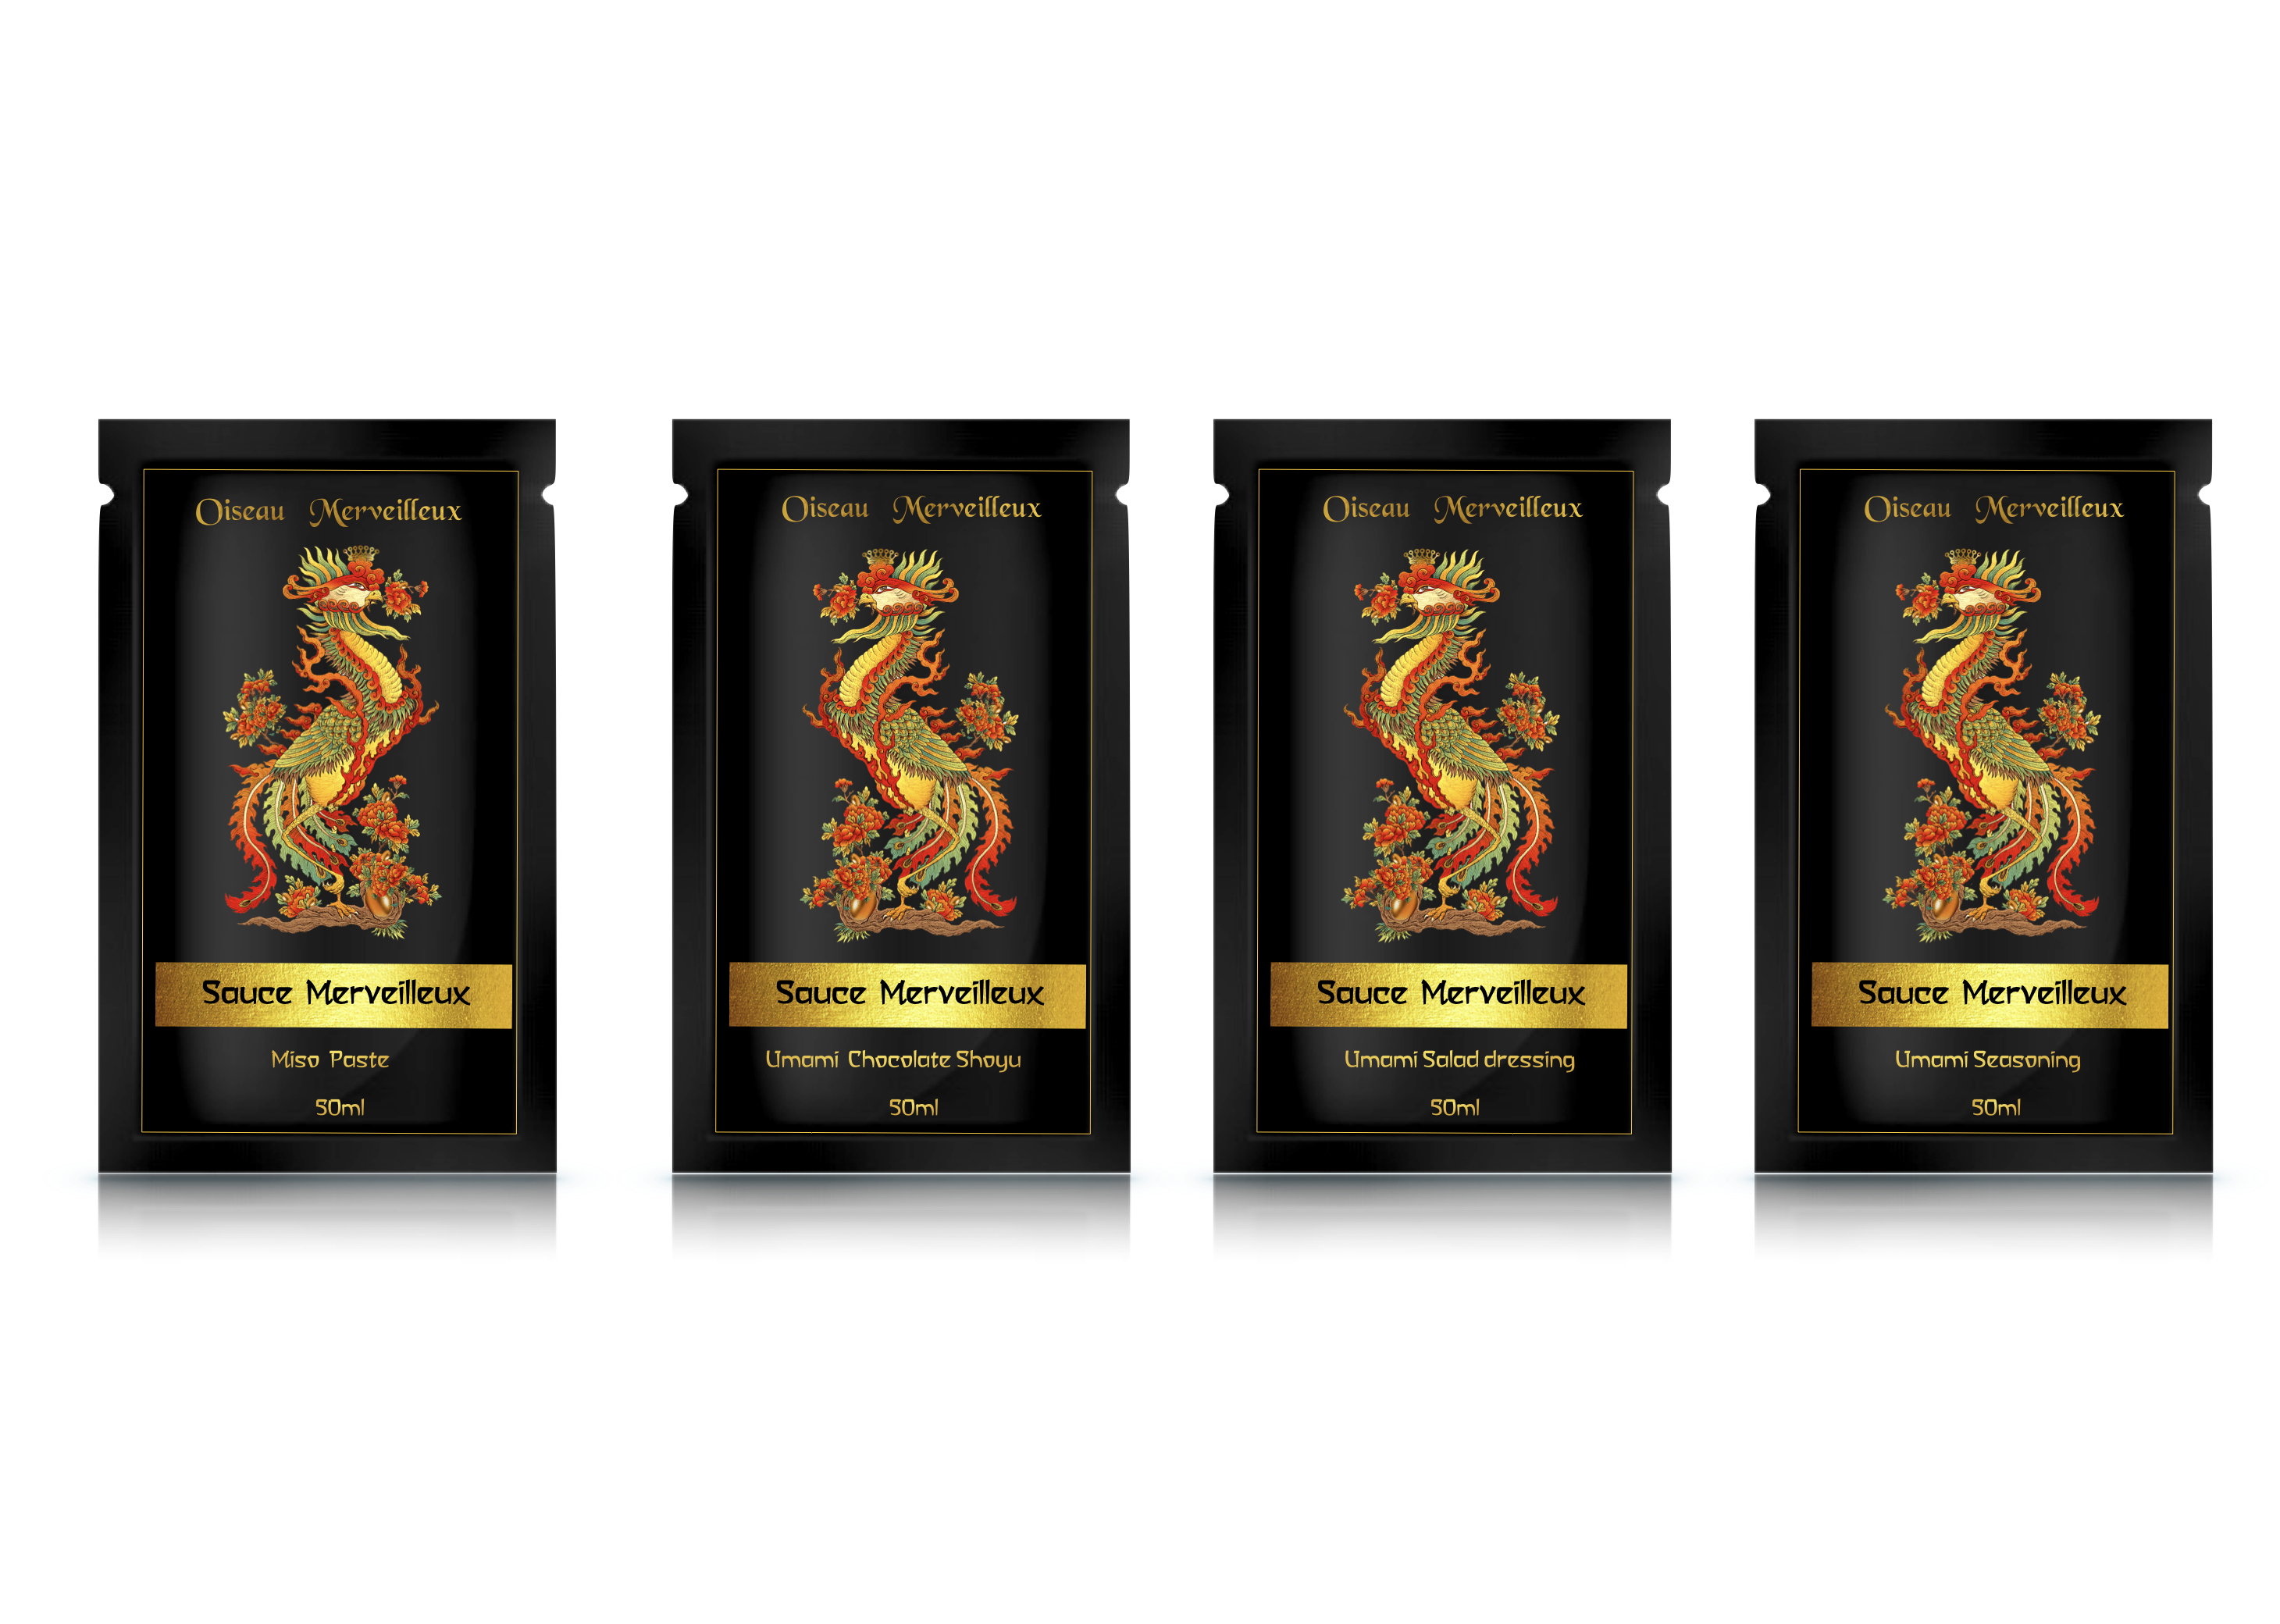 Oiseau Merveilleux
Sauce Merveilleux
Miso Paste
50ml
Oiseau Merveilleux
Sauce Merveilleux
Umami Chocolate Shoyu
50ml
Oiseau Merveilleux
Sauce Merveilleux
Umami Salad dressing
50ml
Oiseau Merveilleux
Sauce Merveilleux
Umami Seasoning
50ml